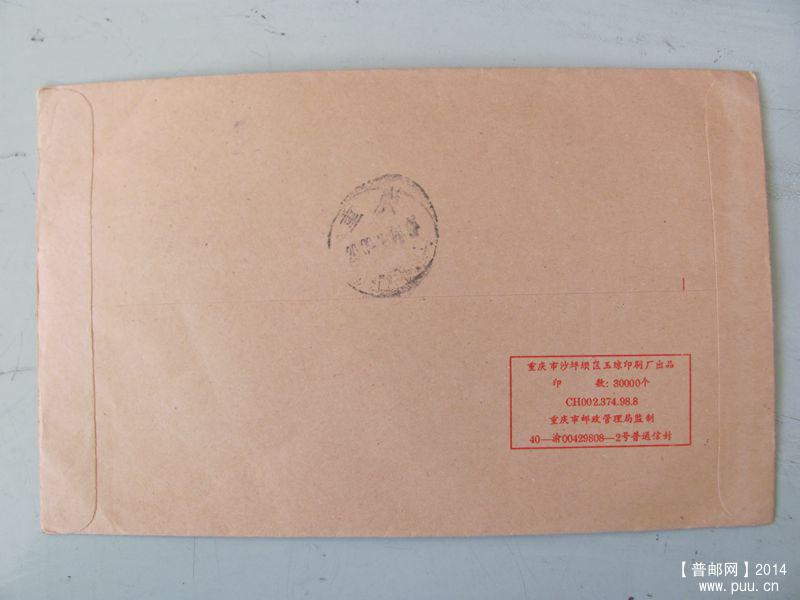 重庆
重庆市沙坪坝区玉琼印刷厂出品
印 数: 30000个
CH002.374.98.8
重庆市邮政管理局监制
40—渝00429808—2号普通信封
【普邮网】2014
www.puu.cn